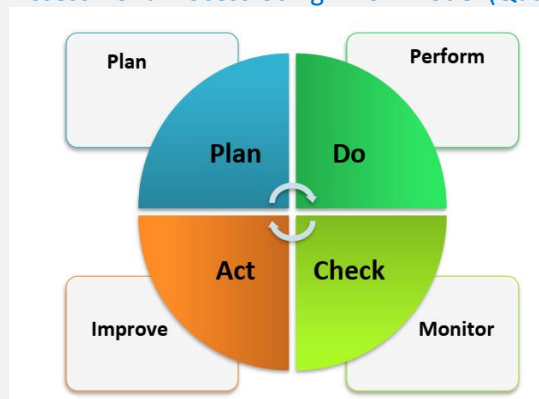 Plan
Perform
Plan
Do
Act
Check
Improve
Monitor